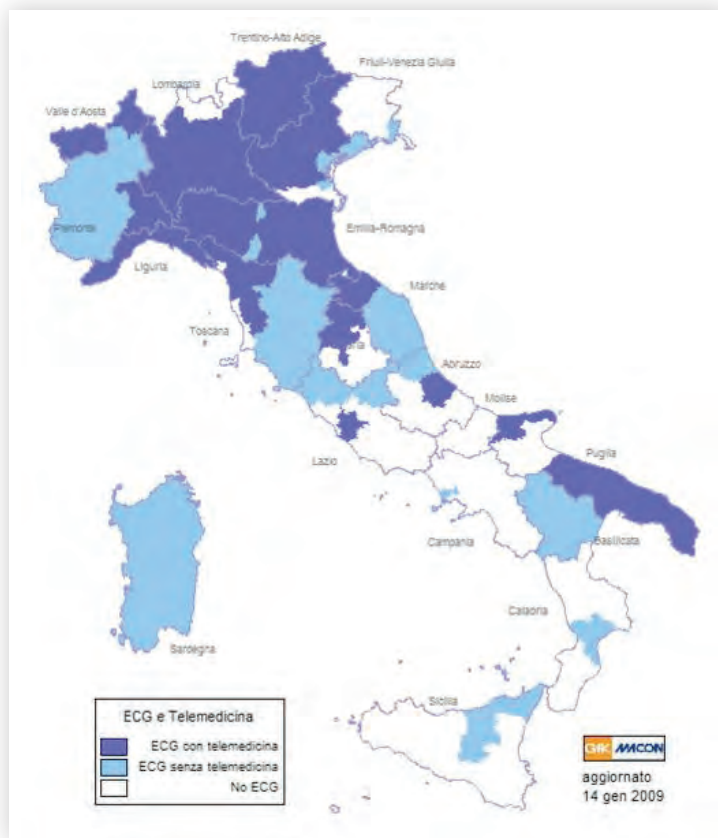 Trentino-Alto Adige
Friuli-Venezia Giulia
Lombardia
Valle d'Aosta
Piemonte
Emilia-Romagna
Liguria
Marche
Toscana
Abruzzo
Molise
Lazio
Puglia
Campania
Basilicata
Calabria
Sardegna
Sicilia
ECG e Telemedicina
ECG con telemedicina
ECG senza telemedicina
No ECG
GfK MACON
aggiornato
14 gen 2009